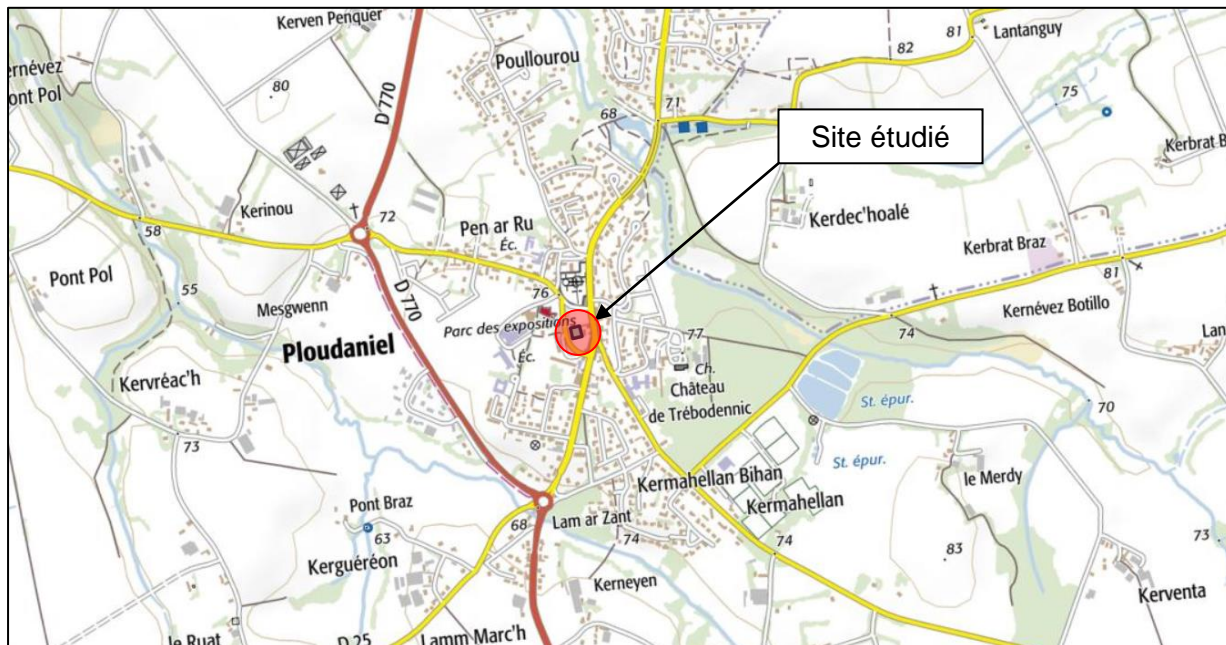 Kerven Penquer
Lantanguy
81
82
Poullourou
ernévez
ont Pol
80
D 770
75
71
68
Site étudié
Kerbrat B
Kerdec'hoalé
Kerinou
72
58
Pen ar Ru
Éc.
Kerbrat Braz
81
Pont Pol
55
Mesgwenn
76
Kernévez Botillo
74
D 770
Parc des expositions
77
Lan
Ploudaniel
Éc.
Ch.
Château
de Trébodennic
Kervréac'h
St. épur.
70
73
St. épur.
Kermahellan Bihan
le Merdy
Kermahellan
Pont Braz
68
Lam ar Zant
63
74
74
83
73
Kerguéréon
Kerneyen
Kerventa
le Ruat
D 25
Lamm Marc'h